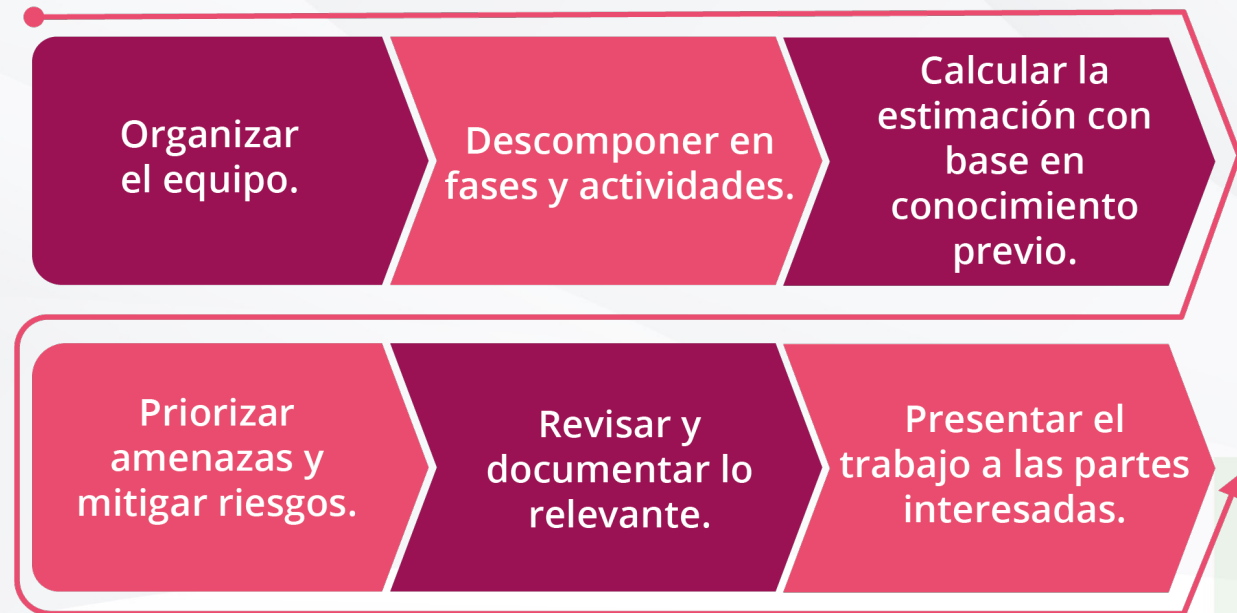 Organizar
el equipo.
Descomponer en
fases y actividades.
Calcular la
estimación con
base en
conocimiento
previo.
Priorizar
amenazas y
mitigar riesgos.
Revisar y
documentar lo
relevante.
Presentar el
trabajo a las partes
interesadas.